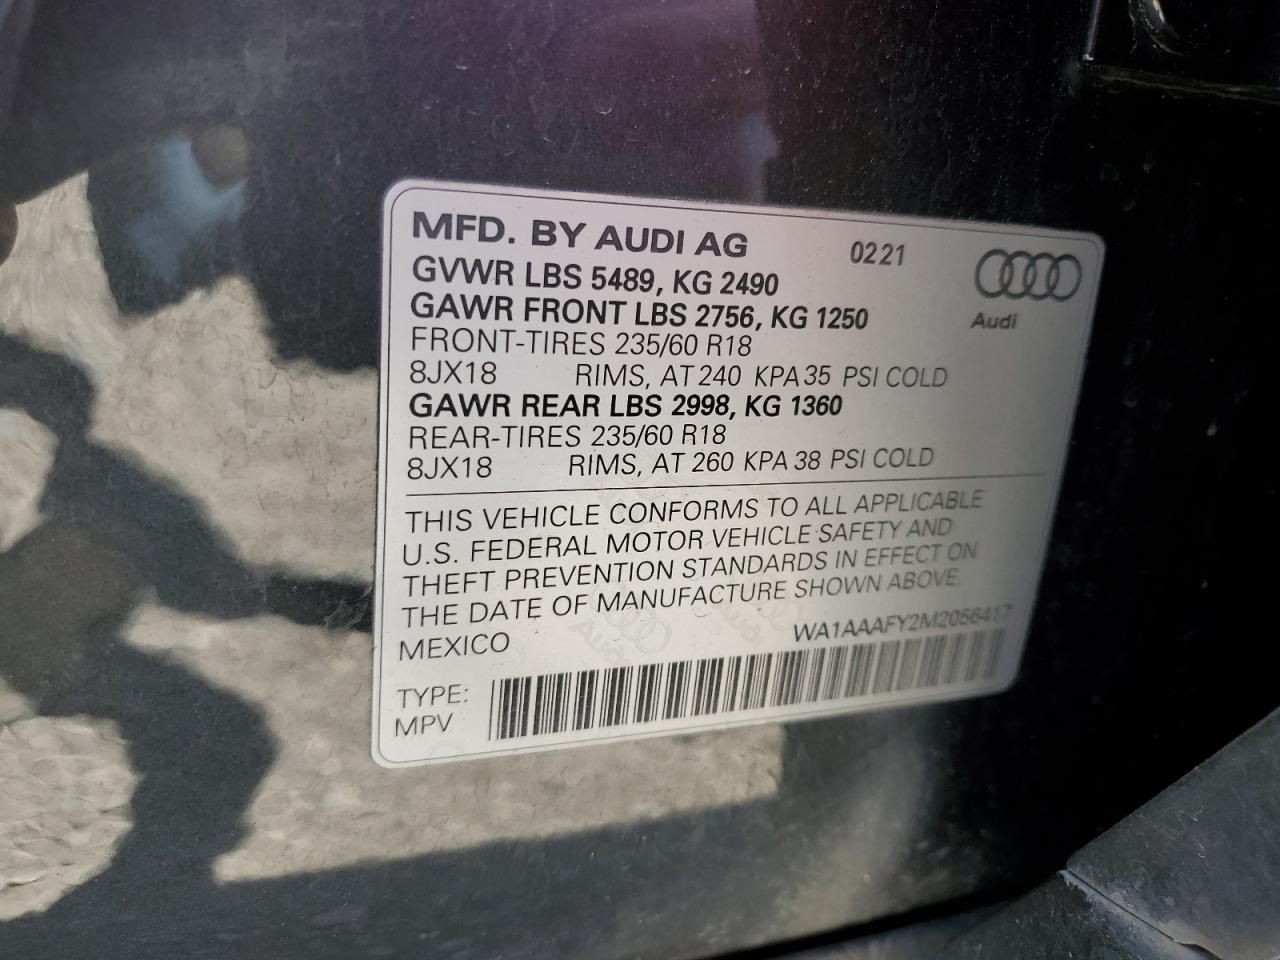 MFD. BY AUDI AG 0221
GVWR LBS 5489, KG 2490
GAWR FRONT LBS 2756, KG 1250
Audi
FRONT-TIRES 235/60 R18
8JX18 RIMS, AT 240 KPA 35 PSI COLD
GAWR REAR LBS 2998, KG 1360
REAR-TIRES 235/60 R18
8JX18 RIMS, AT 260 KPA 38 PSI COLD
THIS VEHICLE CONFORMS TO ALL APPLICABLE
U.S. FEDERAL MOTOR VEHICLE SAFETY AND
THEFT PREVENTION STANDARDS IN EFFECT ON
THE DATE OF MANUFACTURE SHOWN ABOVE.
MEXICO WA1AAAFY2M2056417
TYPE:
MPV